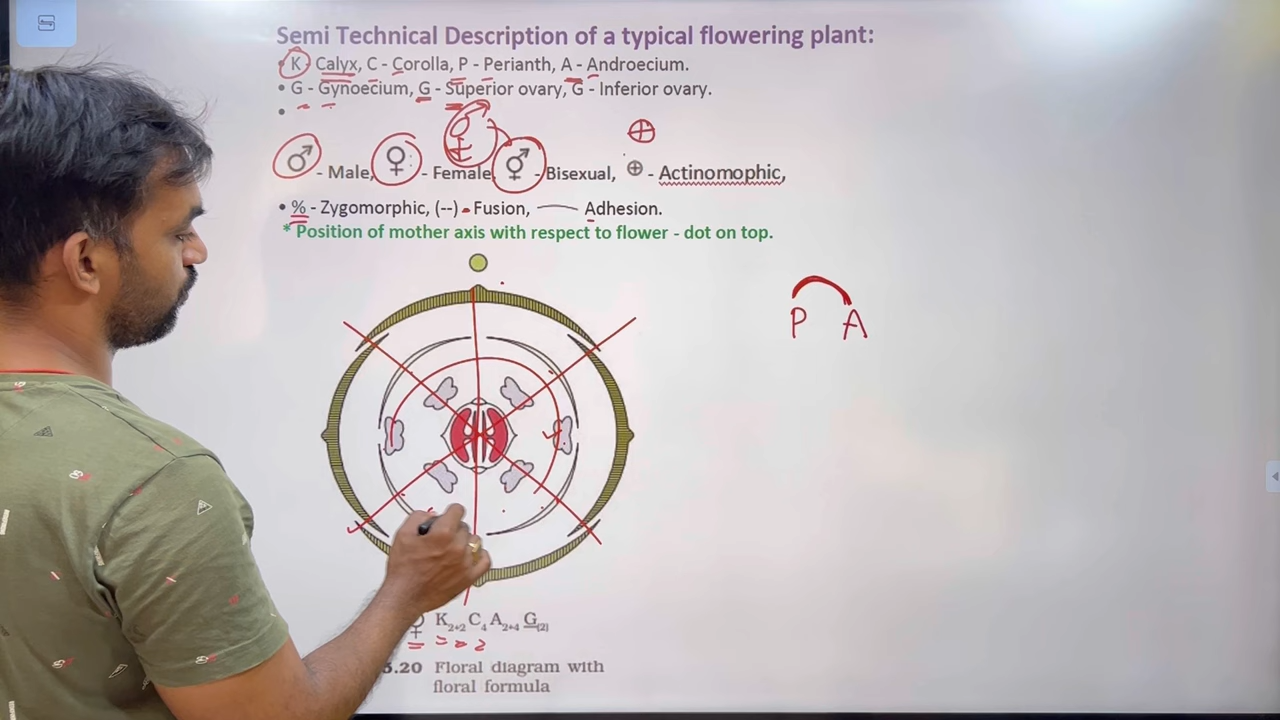 Semi Technical Description of a typical flowering plant:
• K Calyx, C - Corolla, P - Perianth, A - Androecium.
• G - Gynoecium, G - Superior ovary, G - Inferior ovary.
•
♂ - Male, ♀ - Female, ⚥ - Bisexual, ⊕ - Actinomophic,
• % - Zygomorphic, (--) - Fusion, —— Adhesion.
* Position of mother axis with respect to flower - dot on top.
P A
K2+2 C4 A2+4 G(2)
5.20 Floral diagram with
floral formula